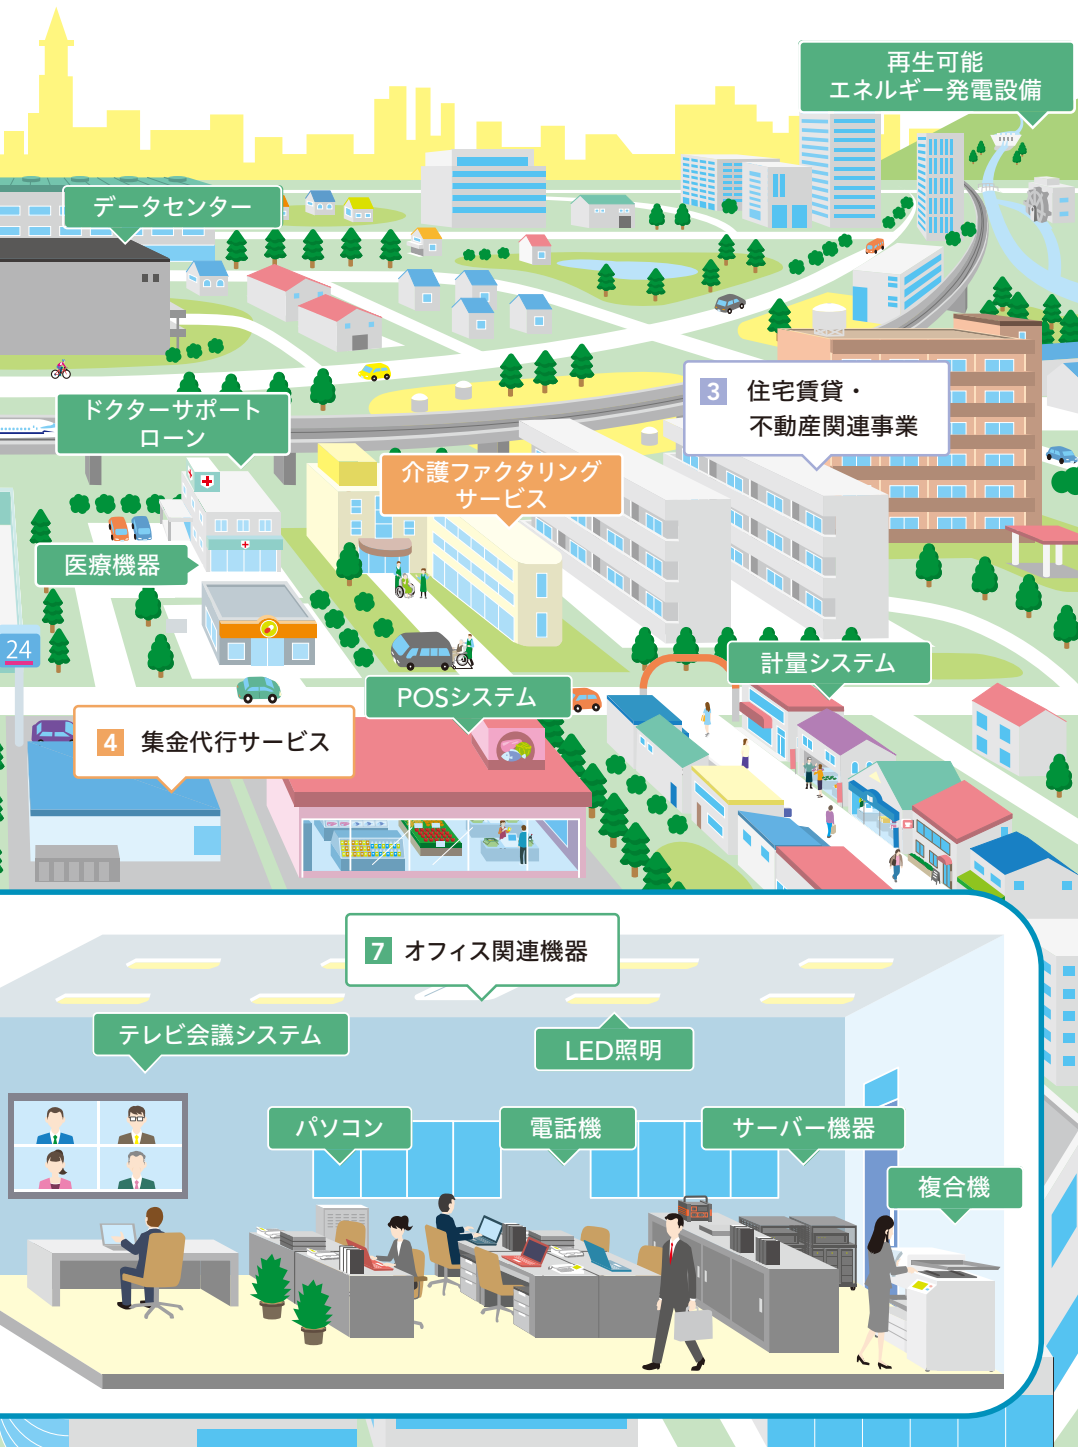 再生可能
エネルギー発電設備
データセンター
3 住宅賃貸・
不動産関連事業
ドクターサポート
ローン
介護ファクタリング
サービス
医療機器
24
計量システム
POSシステム
4 集金代行サービス
7 オフィス関連機器
テレビ会議システム
LED照明
パソコン
電話機
サーバー機器
複合機